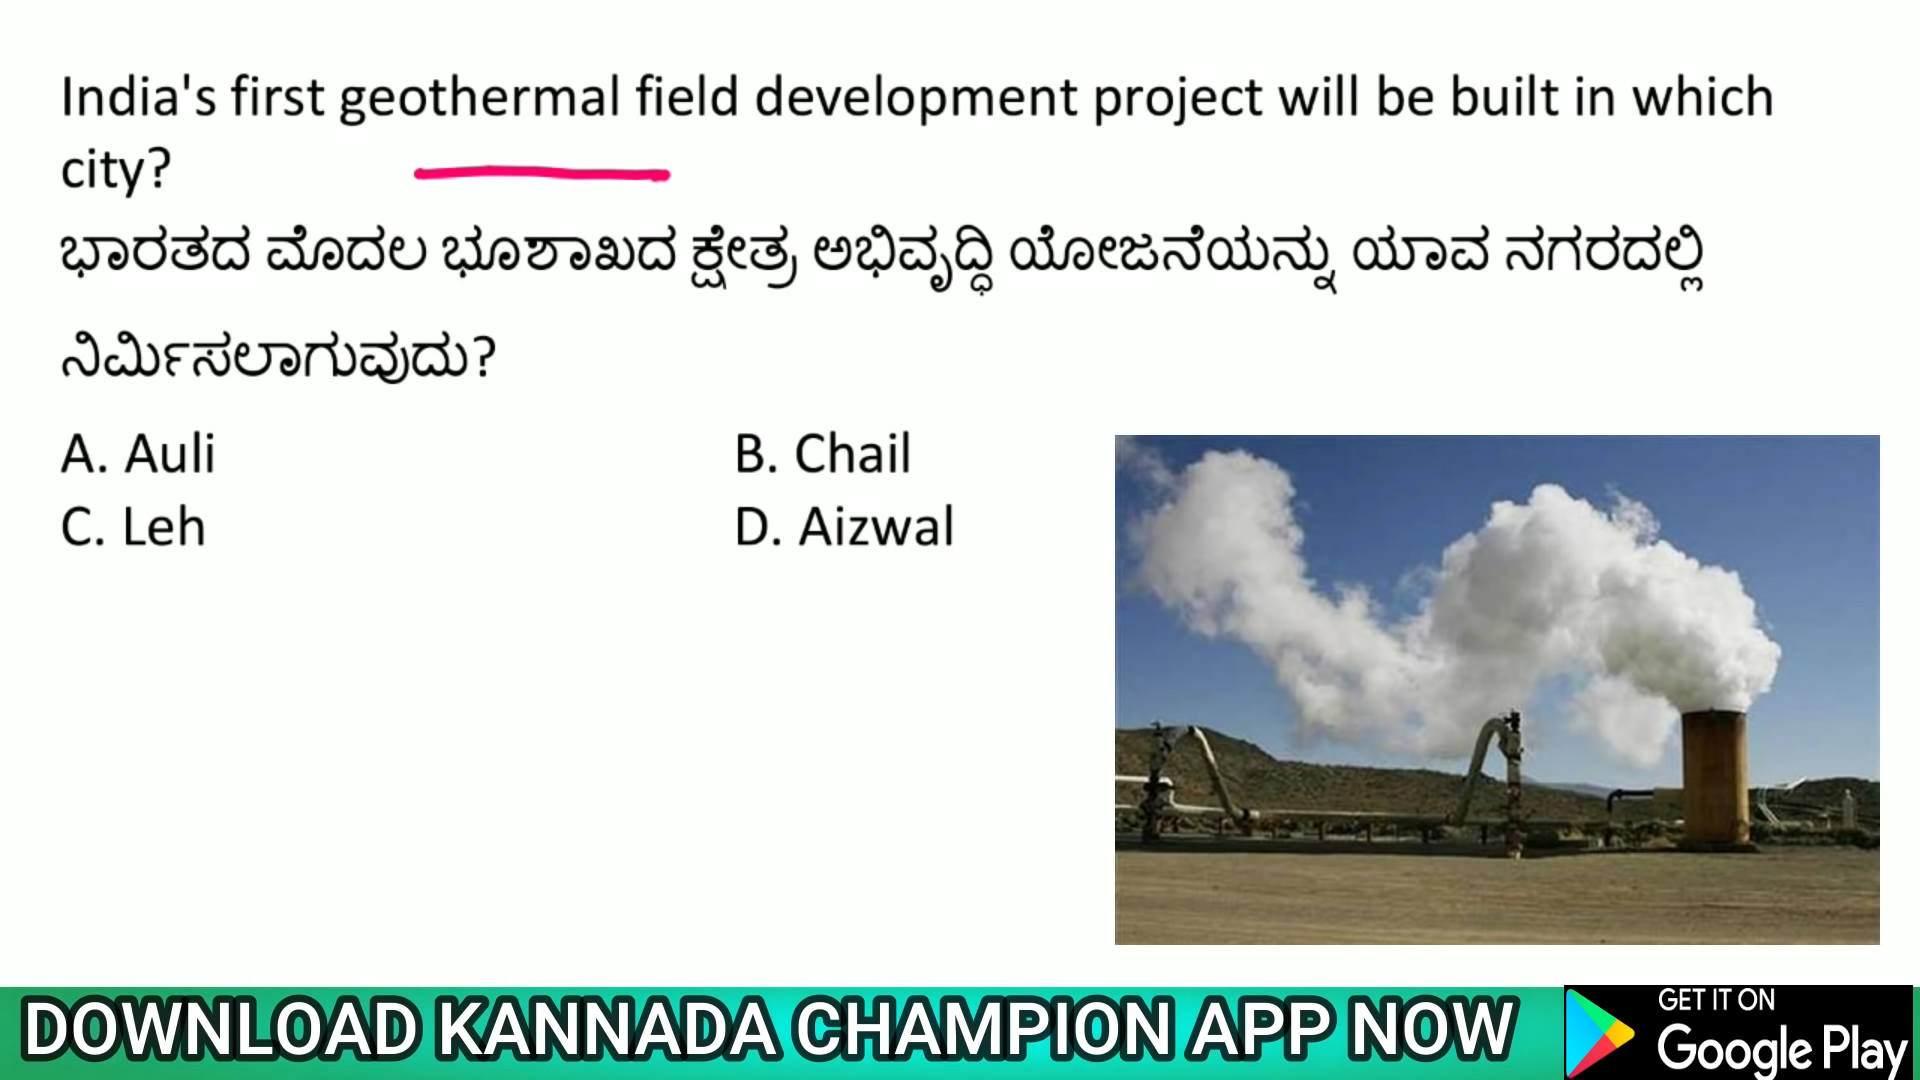 India's first geothermal field development project will be built in which
city?
ಭಾರತದ ಮೊದಲ ಭೂಶಾಖದ ಕ್ಷೇತ್ರ ಅಭಿವೃದ್ಧಿ ಯೋಜನೆಯನ್ನು ಯಾವ ನಗರದಲ್ಲಿ
ನಿರ್ಮಿಸಲಾಗುವುದು?
A. Auli B. Chail
C. Leh D. Aizwal
DOWNLOAD KANNADA CHAMPION APP NOW
GET IT ON
Google Play